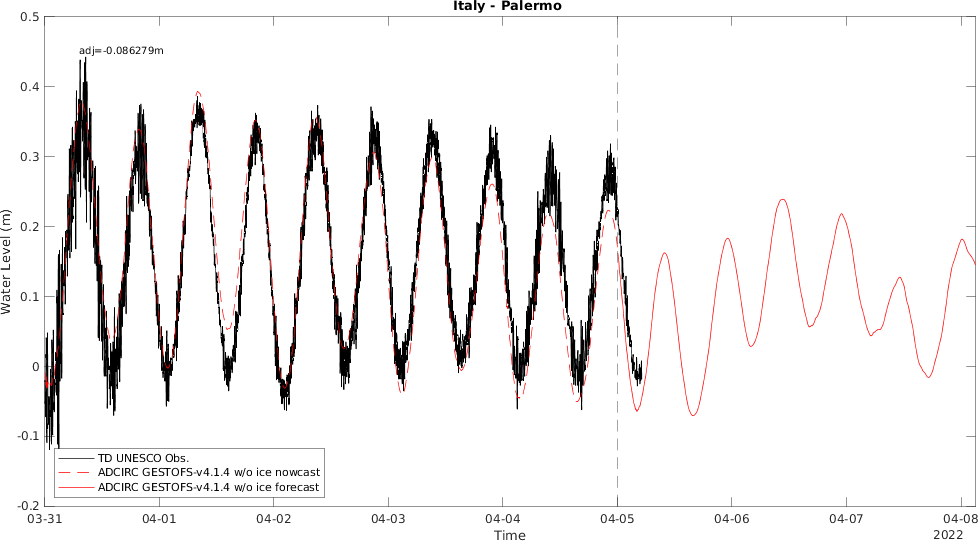 Italy - Palermo
0.5
adj=-0.086279m
0.4
0.3
0.2
0.1
0
-0.1
-0.2
Water Level (m)
TD UNESCO Obs.
ADCIRC GESTOFS-v4.1.4 w/o ice nowcast
ADCIRC GESTOFS-v4.1.4 w/o ice forecast
03-31 04-01 04-02 04-03 04-04 04-05 04-06 04-07 04-08
Time
2022